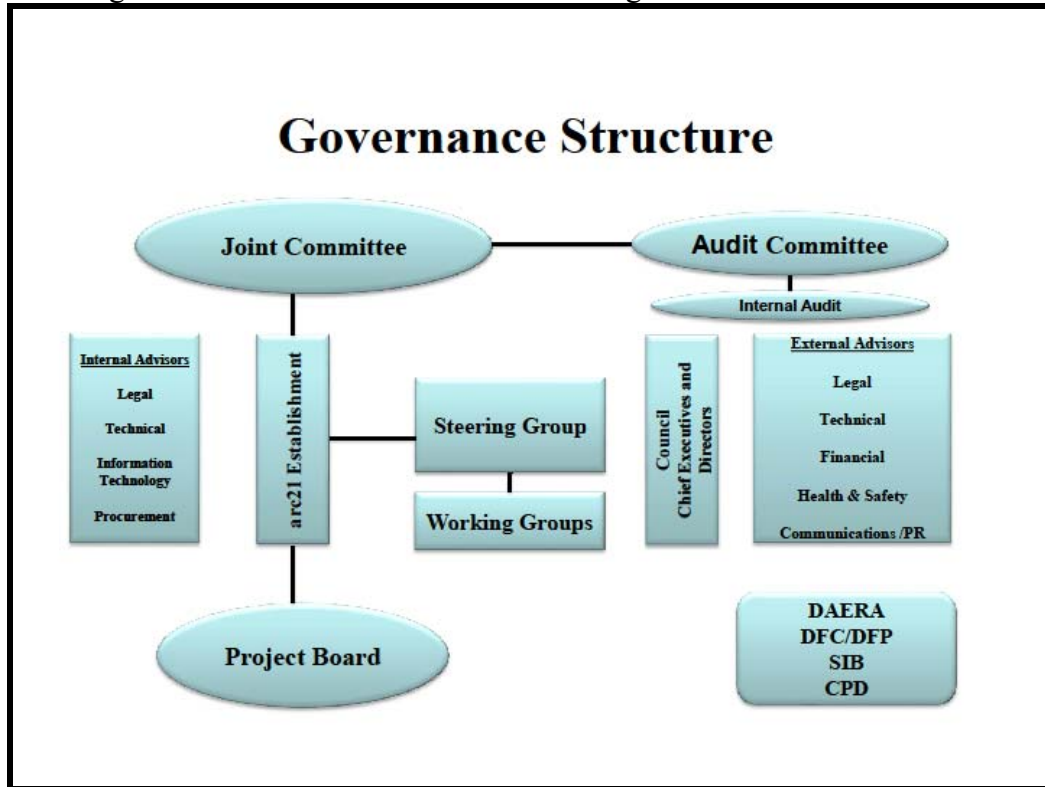 Governance Structure
Joint Committee
Audit Committee
Internal Audit
Internal Advisors
Legal
Technical
Information
Technology
Procurement
arc21 Establishment
Steering Group
Working Groups
Council
Chief Executives and
Directors
External Advisors
Legal
Technical
Financial
Health & Safety
Communications /PR
Project Board
DAERA
DFC/DFP
SIB
CPD